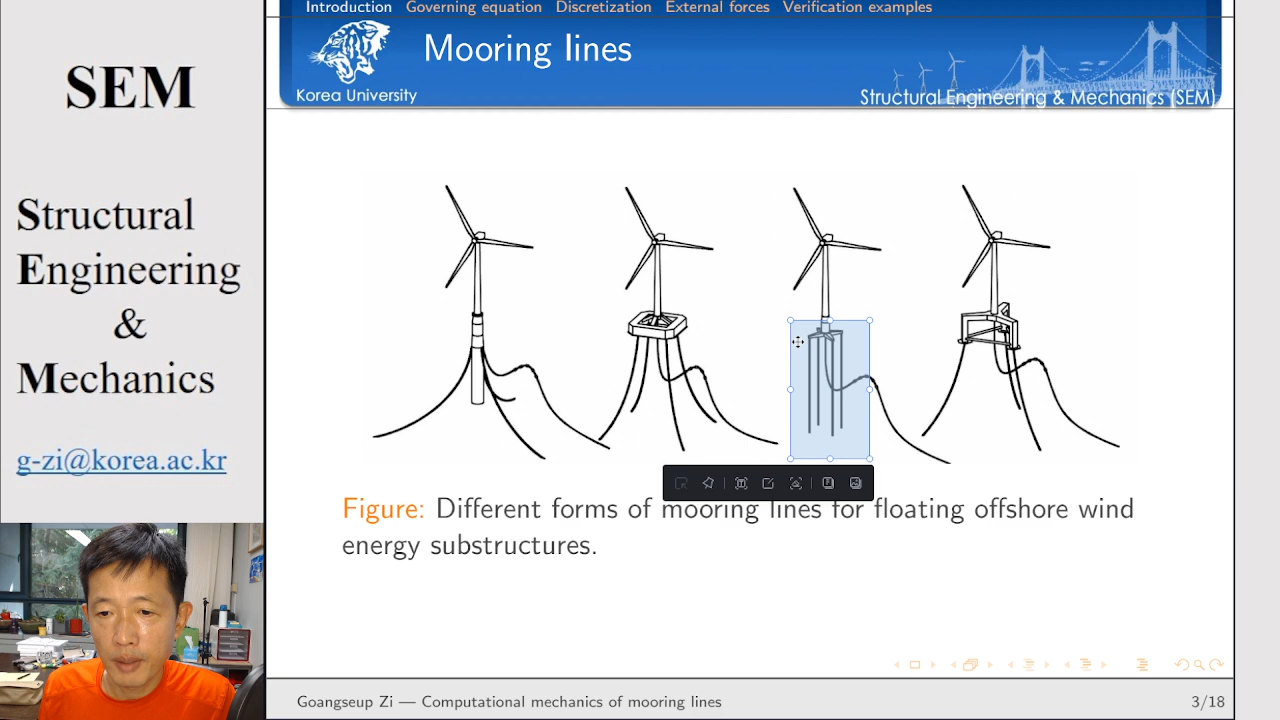 SEM
Structural
Engineering
&
Mechanics
g-zi@korea.ac.kr
Introduction Governing equation Discretization External forces Verification examples
Mooring lines
Korea University
Structural Engineering & Mechanics (SEM)
Figure: Different forms of mooring lines for floating offshore wind
energy substructures.
Goangseup Zi — Computational mechanics of mooring lines
3/18